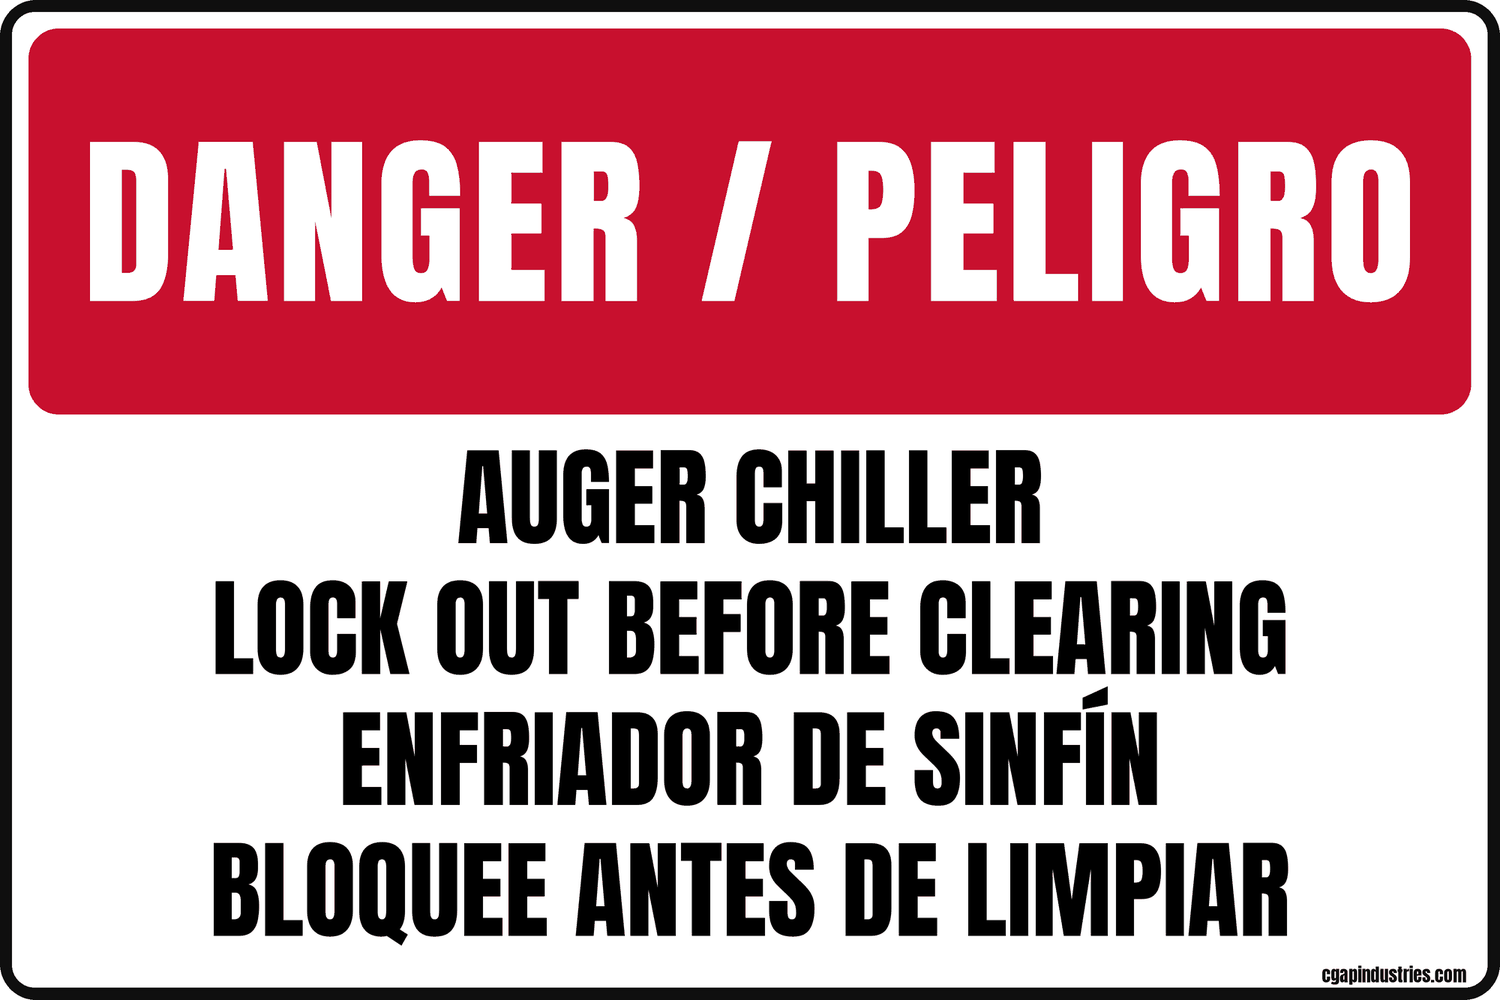 DANGER / PELIGRO
AUGER CHILLER
LOCK OUT BEFORE CLEARING
ENFRIADOR DE SINFÍN
BLOQUEE ANTES DE LIMPIAR
cgapindustries.com